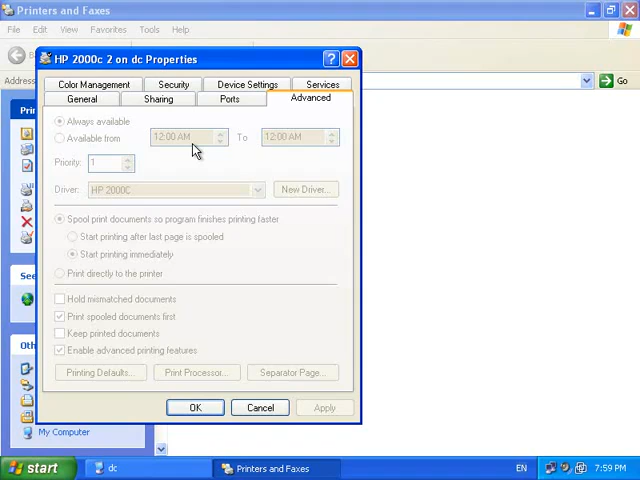 Printers and Faxes
File Edit View Favorites Tools Help
Address
Prin
HP 2000c 2 on dc Properties
Color Management Security Device Settings Services
General Sharing Ports Advanced
Always available
Available from 12:00 AM To 12:00 AM
Priority: 1
Driver: HP 2000C New Driver...
Spool print documents so program finishes printing faster
Start printing after last page is spooled
Start printing immediately
Print directly to the printer
Hold mismatched documents
Print spooled documents first
Keep printed documents
Enable advanced printing features
Printing Defaults... Print Processor... Separator Page...
OK Cancel Apply
See
Oth
My Computer
Go
start dc Printers and Faxes EN 7:59 PM